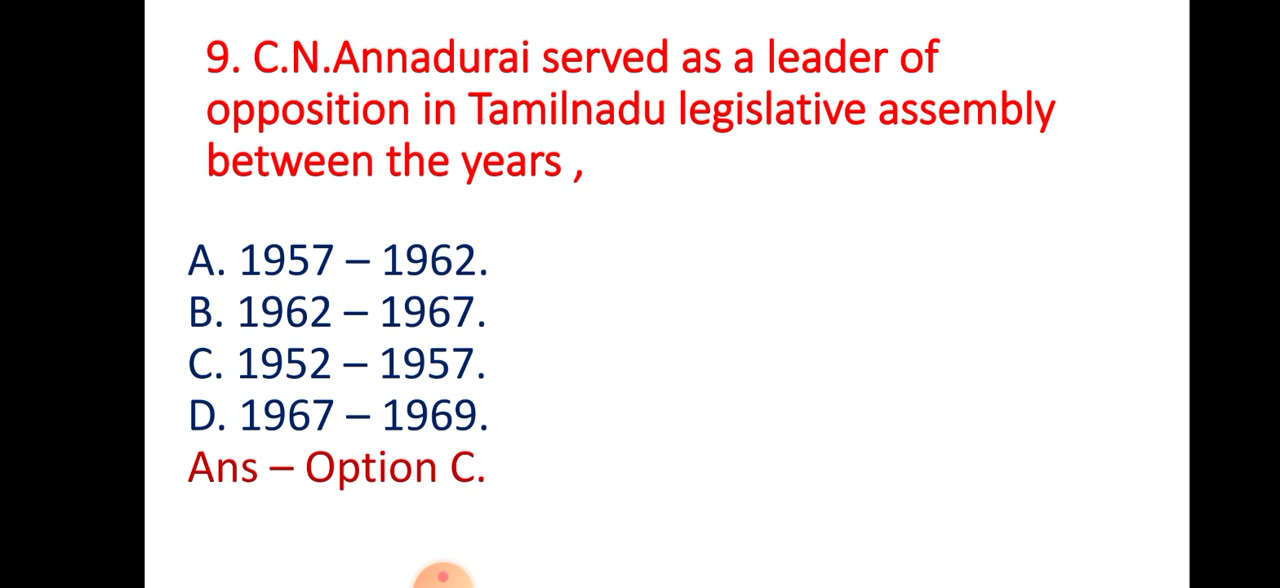 9. C.N.Annadurai served as a leader of
opposition in Tamilnadu legislative assembly
between the years ,
A. 1957 – 1962.
B. 1962 – 1967.
C. 1952 – 1957.
D. 1967 – 1969.
Ans – Option C.